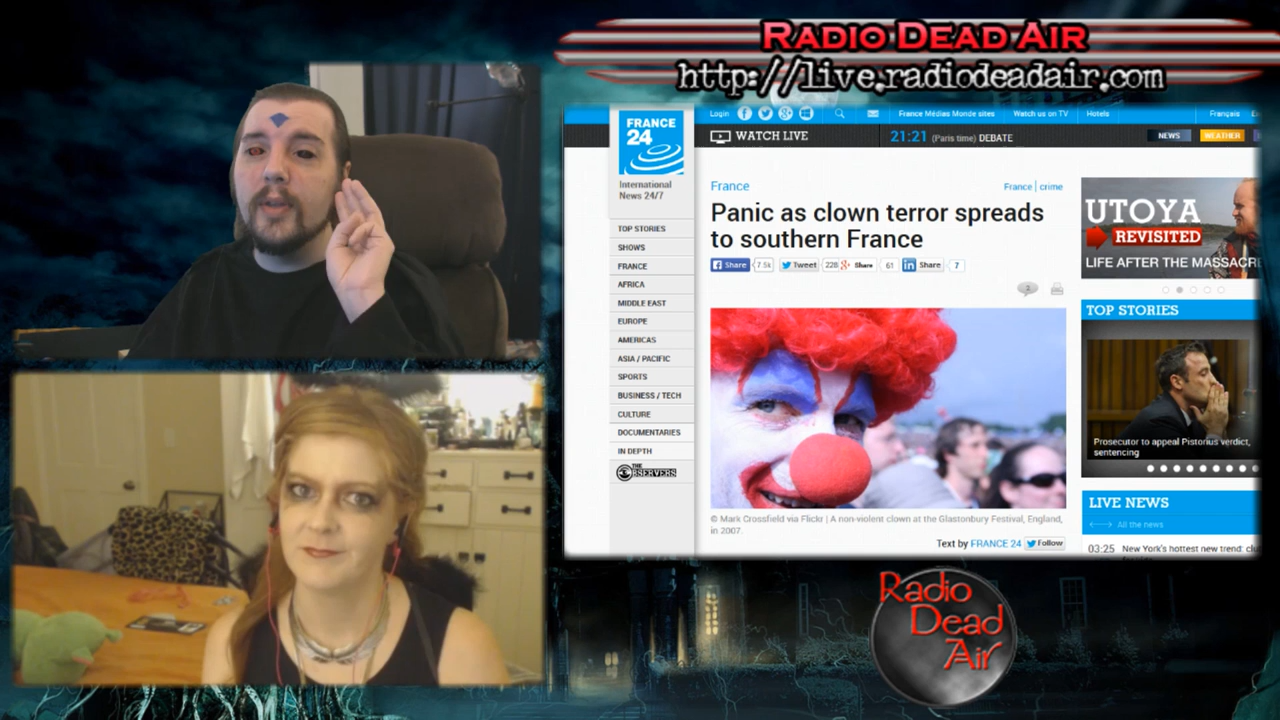 RADIO DEAD AIR
http://live.radiodeadair.com
FRANCE
24
International
News 24/7
Login
France Médias Monde sites
Watch us on TV
Hotels
Français
WATCH LIVE
21:21 (Paris time) DEBATE
NEWS
WEATHER
TOP STORIES
SHOWS
FRANCE
AFRICA
MIDDLE EAST
EUROPE
AMERICAS
ASIA / PACIFIC
SPORTS
BUSINESS / TECH
CULTURE
DOCUMENTARIES
IN DEPTH
THE OBSERVERS
France
France | crime
Panic as clown terror spreads
to southern France
Share 7.5k Tweet 228 Share 61 Share 7
2
© Mark Crossfield via Flickr | A non-violent clown at the Glastonbury Festival, England,
in 2007.
Text by FRANCE 24 Follow
UTOYA
REVISITED
LIFE AFTER THE MASSACRE
TOP STORIES
Prosecutor to appeal Pistorius verdict,
sentencing
LIVE NEWS
All the news
03:25 New York's hottest new trend:
Radio
Dead
Air